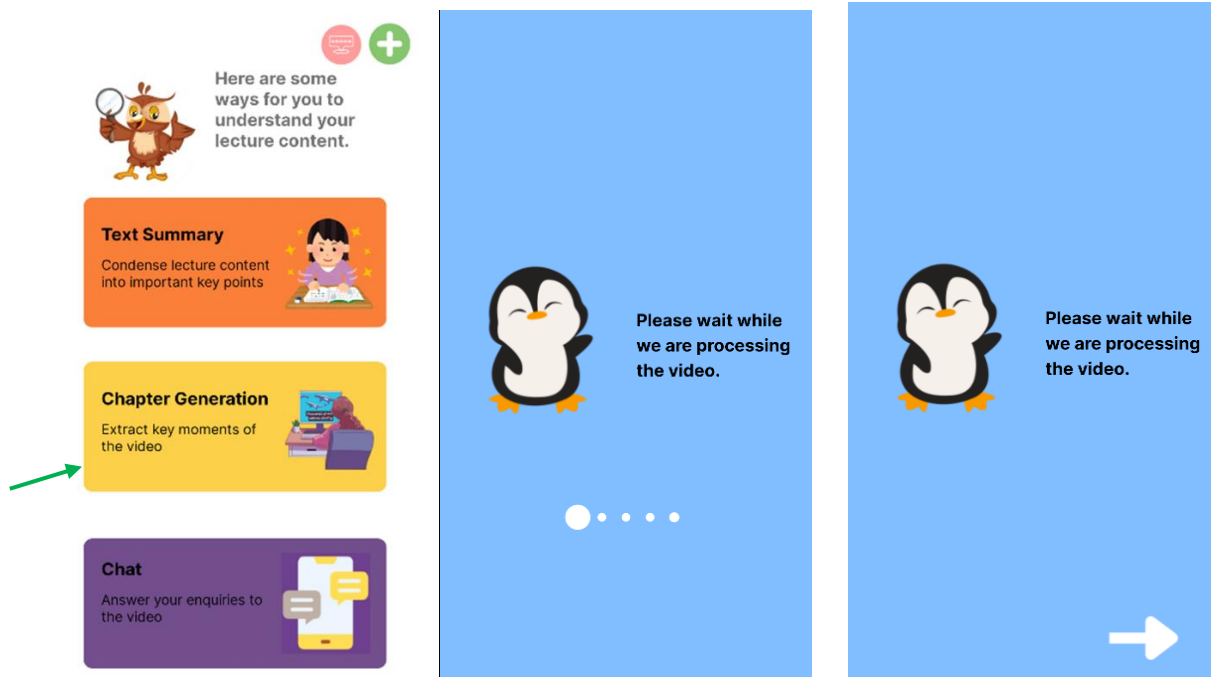 Here are some
ways for you to
understand your
lecture content.
Text Summary
Condense lecture content
into important key points
Chapter Generation
Extract key moments of
the video
Chat
Answer your enquiries to
the video
Please wait while
we are processing
the video.
Please wait while
we are processing
the video.